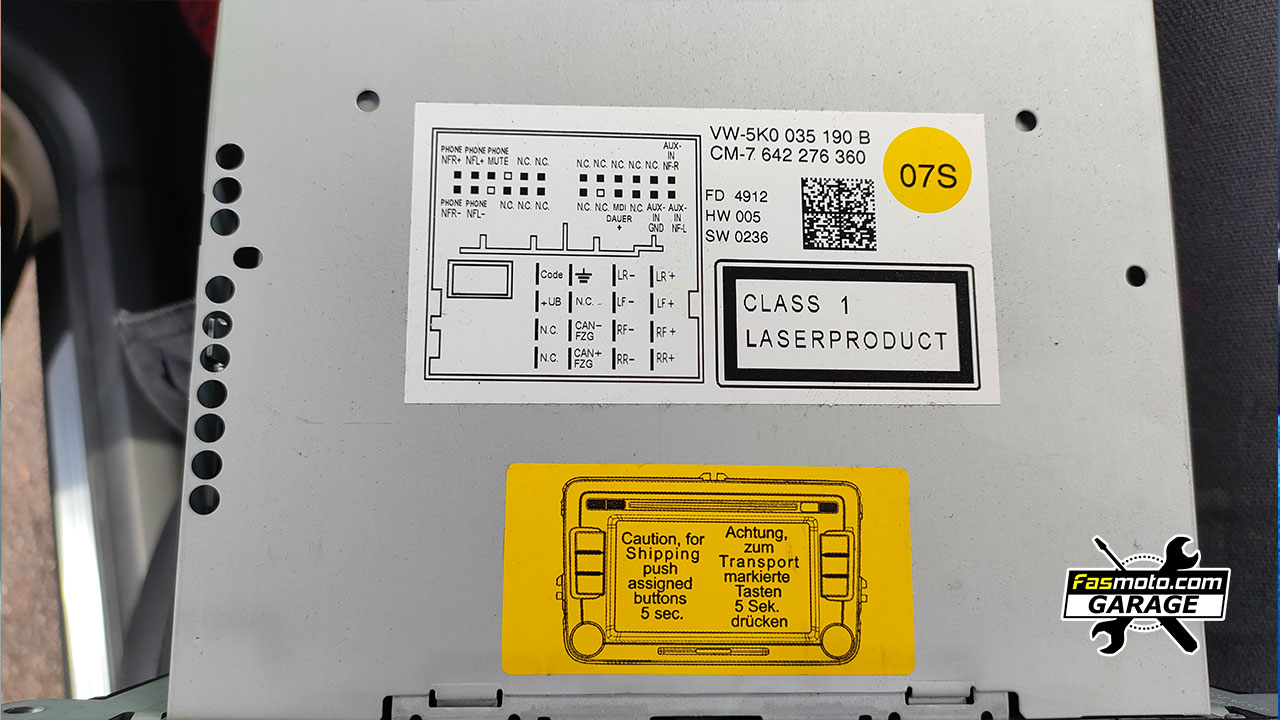 VW-5K0 035 190 B
CM-7 642 276 360
07S
FD 4912
HW 005
SW 0236
CLASS 1
LASERPRODUCT
PHONE PHONE PHONE
NFR+ NFL+ MUTE N.C. N.C.
PHONE PHONE
NFR- NFL- N.C. N.C. N.C.
AUX-
IN
N.C. N.C. N.C. N.C. N.C. NF-R
N.C. N.C. MDI N.C. AUX- AUX-
DAUER IN IN
+ GND NF-L
Code LR- LR+
+UB N.C. LF- LF+
N.C. CAN- RF- RF+
FZG
N.C. CAN+ RR- RR+
FZG
Caution, for
Shipping
push
assigned
buttons
5 sec.
Achtung,
zum
Transport
markierte
Tasten
5 Sek.
drücken
Fasmoto.com
GARAGE